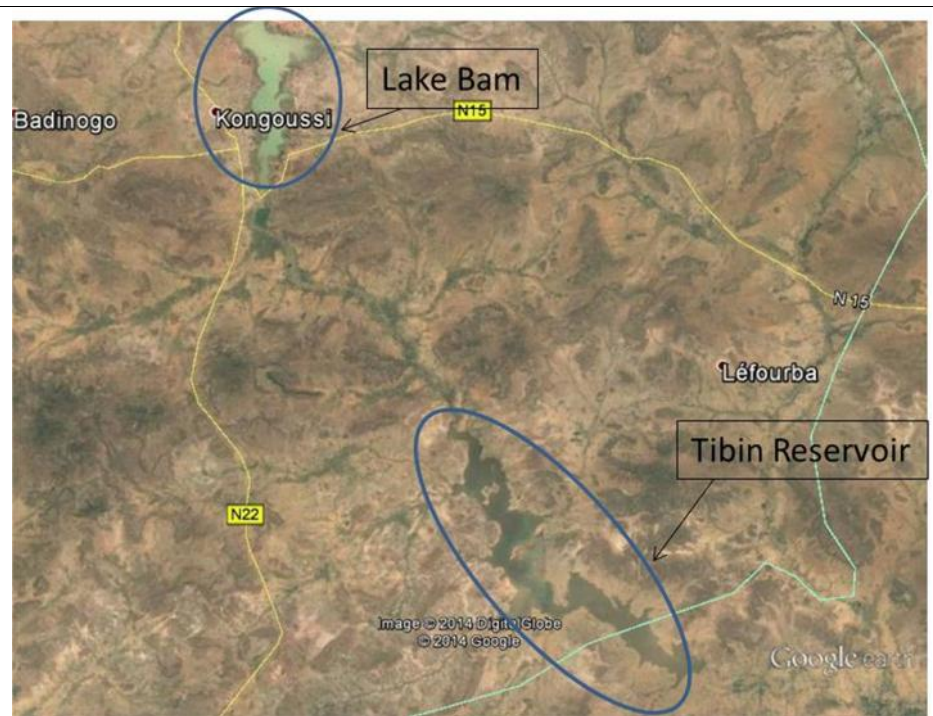 Lake Bam
N15
Badinogo
Kongoussi
N 15
Léfourba
Tibin Reservoir
N22
Image © 2014 DigitalGlobe
© 2014 Google
Google earth